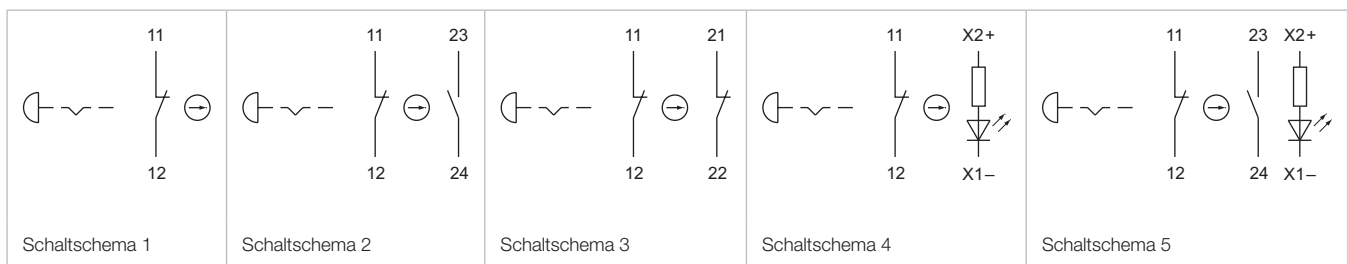 11 11 23 11 21 11 X2+ 11 23 X2+
12 12 24 12 22 12 X1– 12 24 X1–
Schaltschema 1 Schaltschema 2 Schaltschema 3 Schaltschema 4 Schaltschema 5